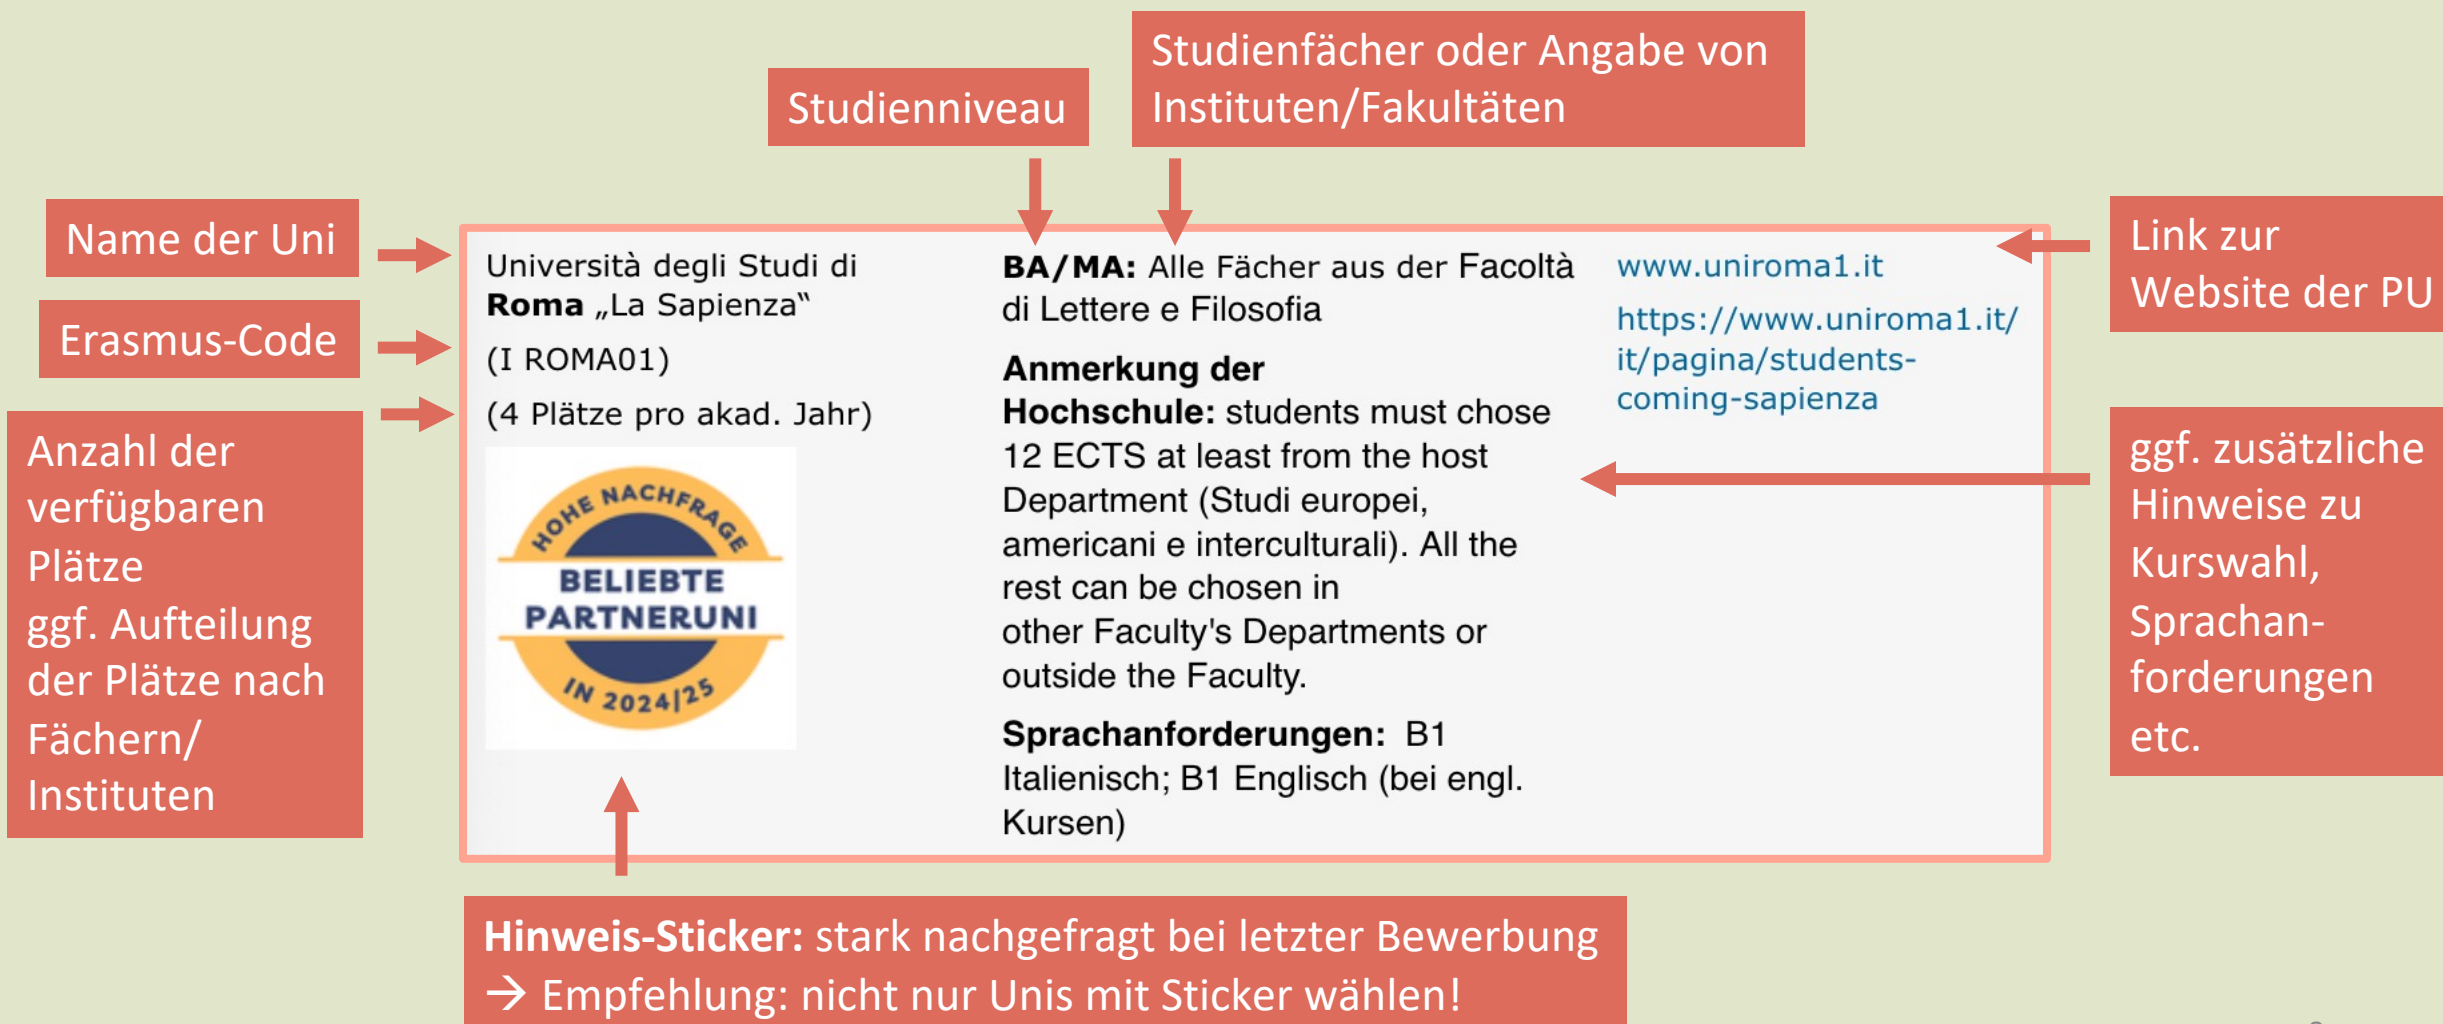 Studienfächer oder Angabe von
Instituten/Fakultäten
Studienniveau
Name der Uni
Erasmus-Code
Anzahl der
verfügbaren
Plätze
ggf. Aufteilung
der Plätze nach
Fächern/
Instituten
Università degli Studi di
Roma „La Sapienza“
(I ROMA01)
(4 Plätze pro akad. Jahr)
HOHE NACHFRAGE
BELIEBTE
PARTNERUNI
IN 2024/25
BA/MA: Alle Fächer aus der Facoltà
di Lettere e Filosofia
Anmerkung der
Hochschule: students must chose
12 ECTS at least from the host
Department (Studi europei,
americani e interculturali). All the
rest can be chosen in
other Faculty's Departments or
outside the Faculty.
Sprachanforderungen: B1
Italienisch; B1 Englisch (bei engl.
Kursen)
www.uniroma1.it
https://www.uniroma1.it/
it/pagina/students-
coming-sapienza
Link zur
Website der PU
ggf. zusätzliche
Hinweise zu
Kurswahl,
Sprachan-
forderungen
etc.
Hinweis-Sticker: stark nachgefragt bei letzter Bewerbung
→ Empfehlung: nicht nur Unis mit Sticker wählen!